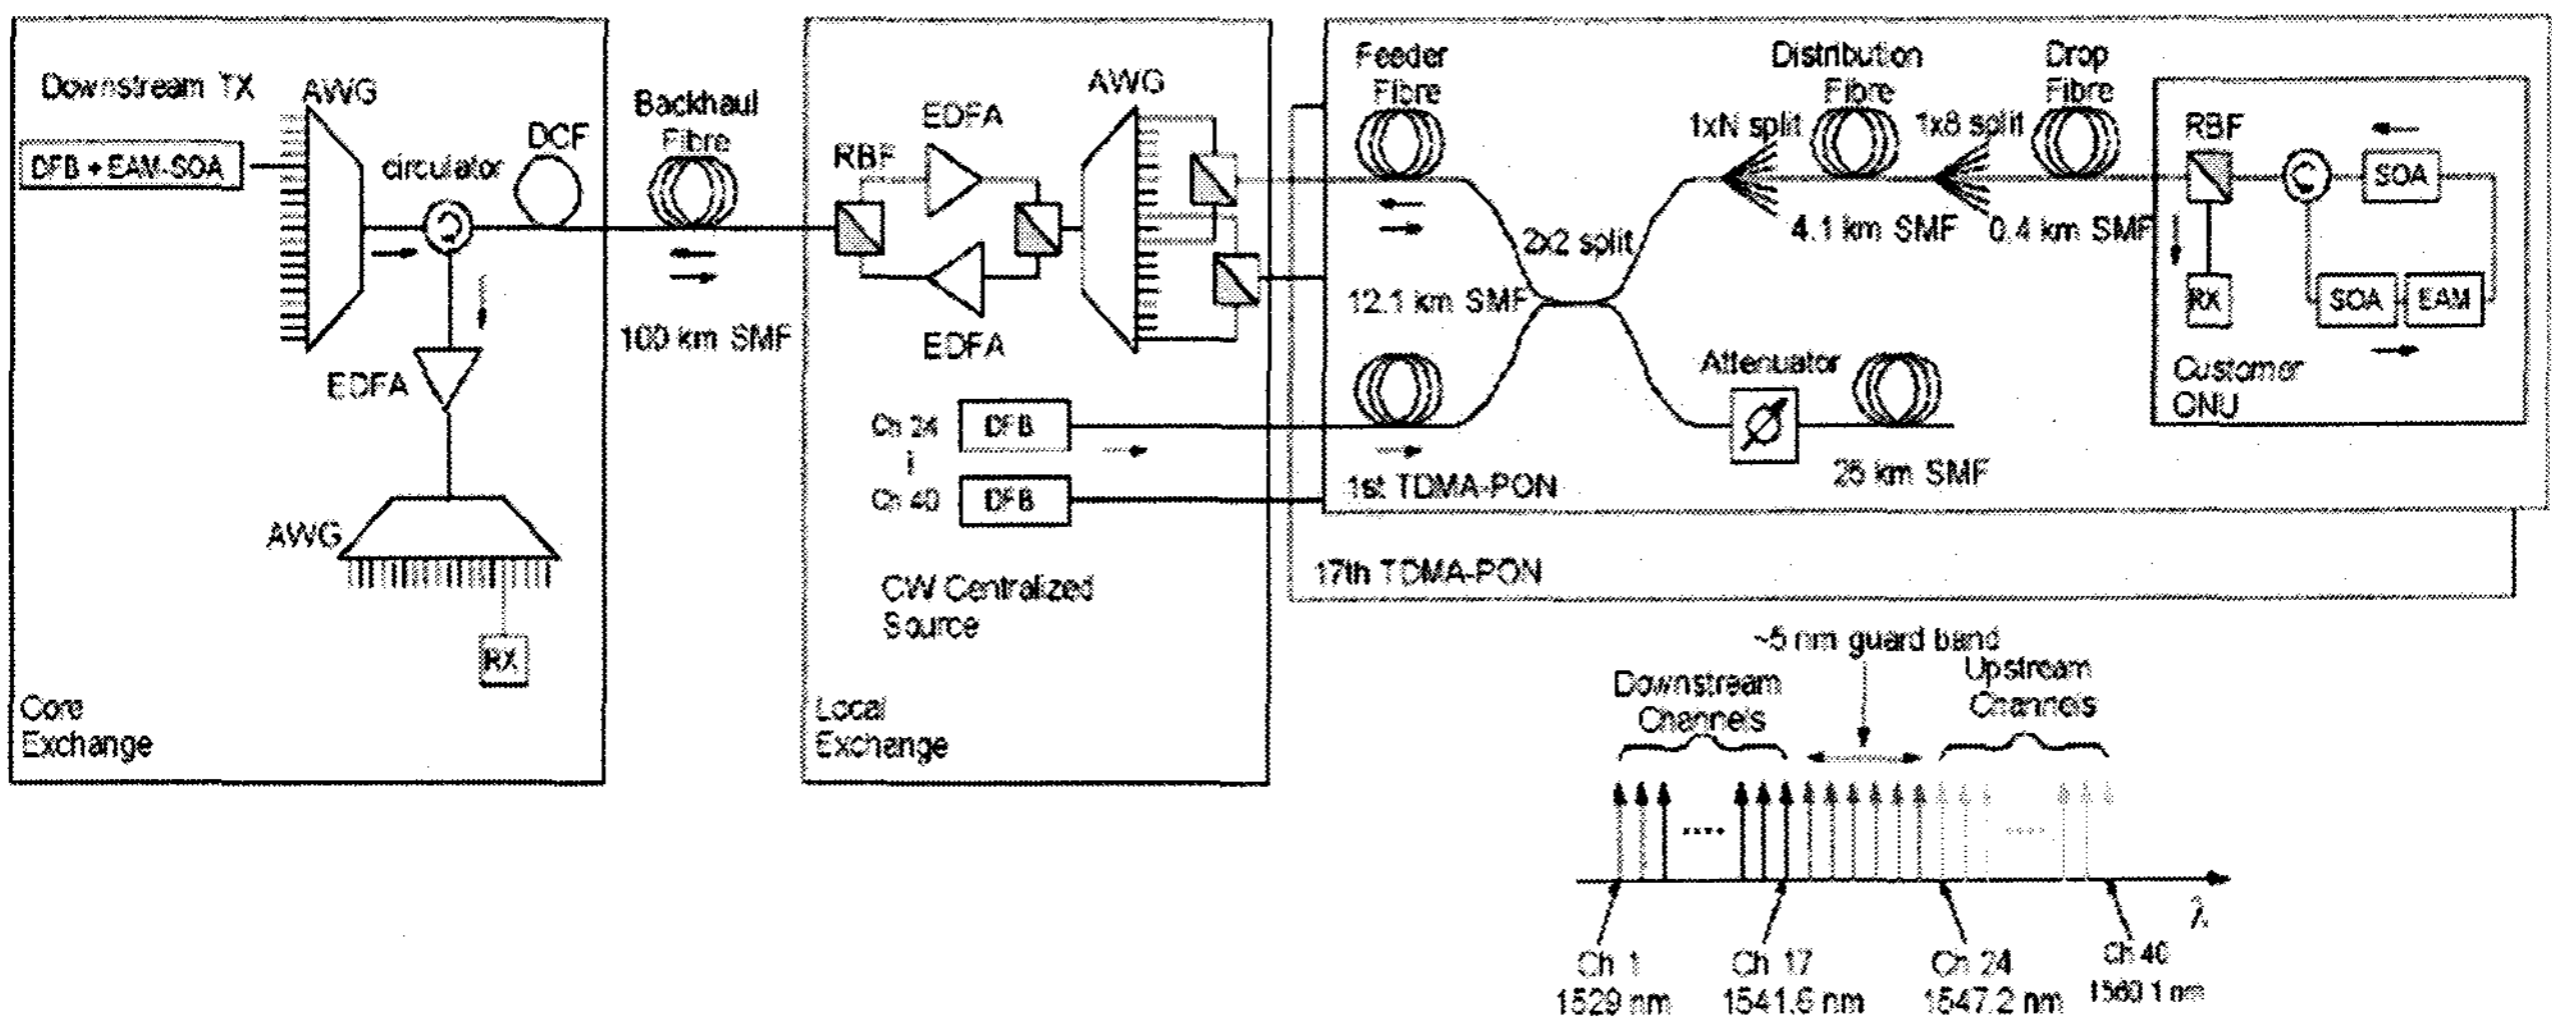 Downstream TX
AWG
DFB + EAM-SOA
circulator
DCF
EDFA
AWG
RX
Core
Exchange
Backhaul
Fibre
100 km SMF
RBF
EDFA
EDFA
AWG
Ch 24
Ch 40
DFB
DFB
CW Centralized
Source
Local
Exchange
Feeder
Fibre
12.1 km SMF
2x2 split
1xN split
Distribution
Fibre
4.1 km SMF
1x8 split
Drop
Fibre
0.4 km SMF
Attenuator
25 km SMF
1st TDMA-PON
17th TDMA-PON
RBF
SOA
RX
SOA
EAM
Customer
ONU
~5 nm guard band
Downstream
Channels
Upstream
Channels
λ
Ch 1
1529 nm
Ch 17
1541.6 nm
Ch 24
1547.2 nm
Ch 40
1560.1 nm